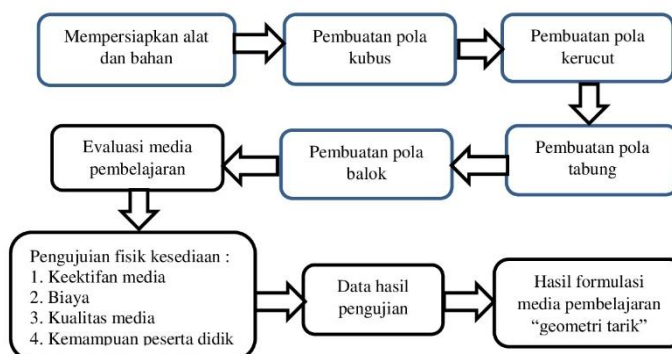 Mempersiapkan alat
dan bahan
Pembuatan pola
kubus
Pembuatan pola
kerucut
Pembuatan pola
tabung
Pembuatan pola
balok
Evaluasi media
pembelajaran
Pengujuian fisik kesediaan :
1. Keektifan media
2. Biaya
3. Kualitas media
4. Kemampuan peserta didik
Data hasil
pengujian
Hasil formulasi
media pembelajaran
“geometri tarik”